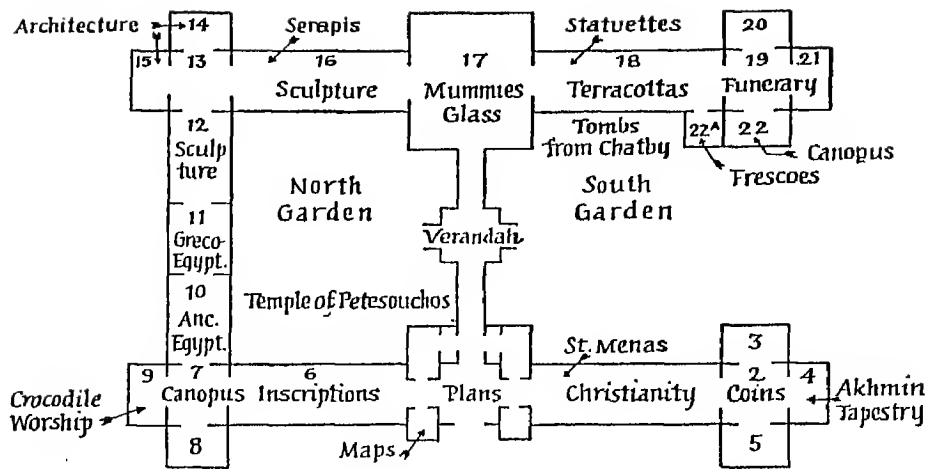 Architecture
14
Serapis
Statuettes
20
15
13
16
17
18
19
21
Sculpture
Mummies
Glass
Terracottas
Funerary
12
Sculp
ture
Tombs
from Chatby
22A
22
Canopus
Frescoes
North
Garden
South
Garden
11
Greco-
Egypt.
Verandah
10
Anc.
Egypt.
Temple of Petesouchos
St. Menas
3
9
7
6
2
4
Crocodile
Worship
Canopus
Inscriptions
Plans
Christianity
Coins
Akhmin
Tapestry
8
Maps
5